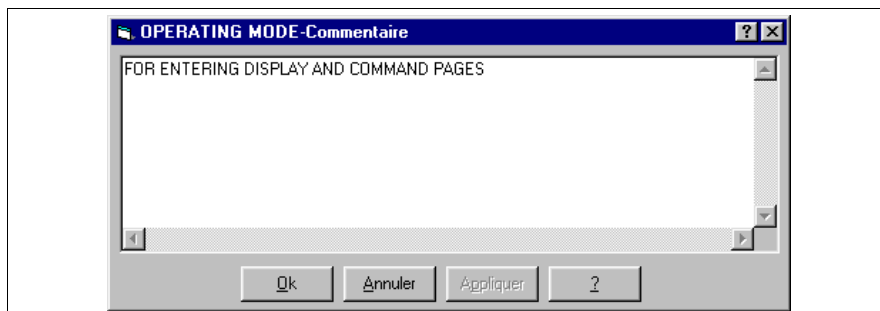 OPERATING MODE-Commentaire
FOR ENTERING DISPLAY AND COMMAND PAGES
Ok Annuler Appliquer ?